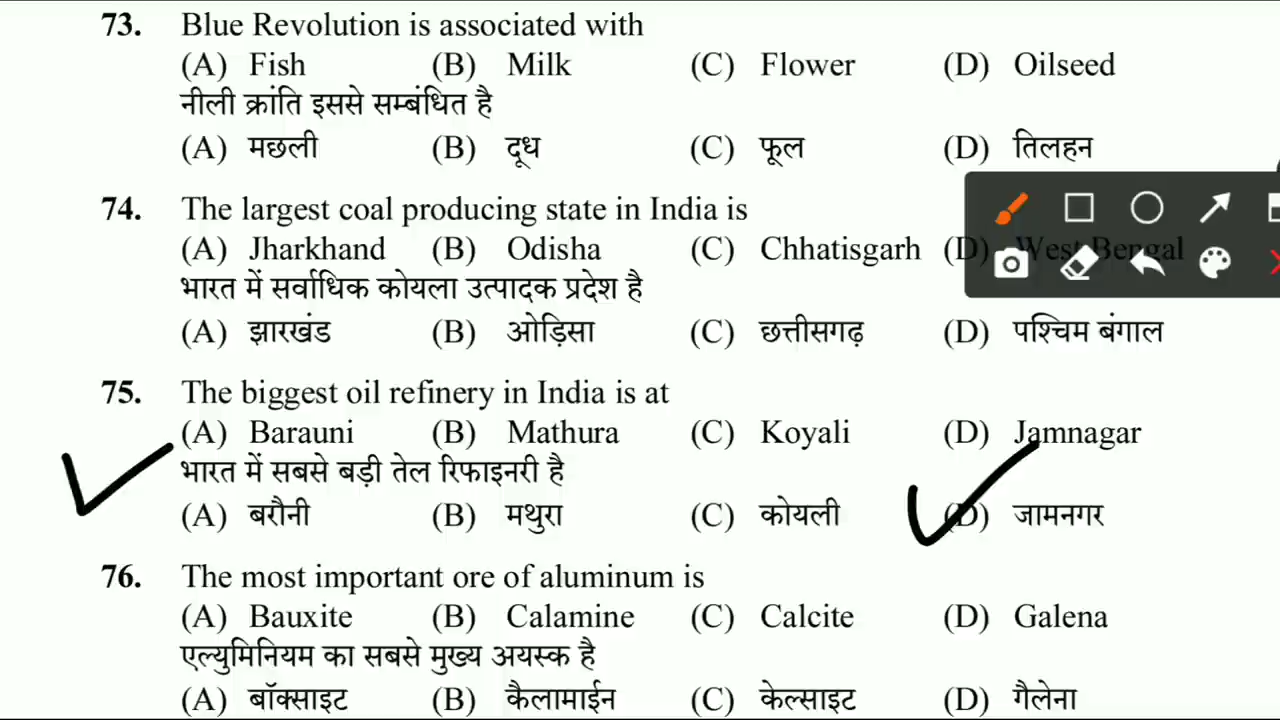 73. Blue Revolution is associated with
(A) Fish (B) Milk (C) Flower (D) Oilseed
नीली क्रांति इससे सम्बंधित है
(A) मछली (B) दूध (C) फूल (D) तिलहन
74. The largest coal producing state in India is
(A) Jharkhand (B) Odisha (C) Chhatisgarh (D) West Bengal
भारत में सर्वाधिक कोयला उत्पादक प्रदेश है
(A) झारखंड (B) ओड़िसा (C) छत्तीसगढ़ (D) पश्चिम बंगाल
75. The biggest oil refinery in India is at
(A) Barauni (B) Mathura (C) Koyali (D) Jamnagar
भारत में सबसे बड़ी तेल रिफाइनरी है
(A) बरौनी (B) मथुरा (C) कोयली (D) जामनगर
76. The most important ore of aluminum is
(A) Bauxite (B) Calamine (C) Calcite (D) Galena
एल्युमिनियम का सबसे मुख्य अयस्क है
(A) बॉक्साइट (B) कैलामाईन (C) केल्साइट (D) गैलेना